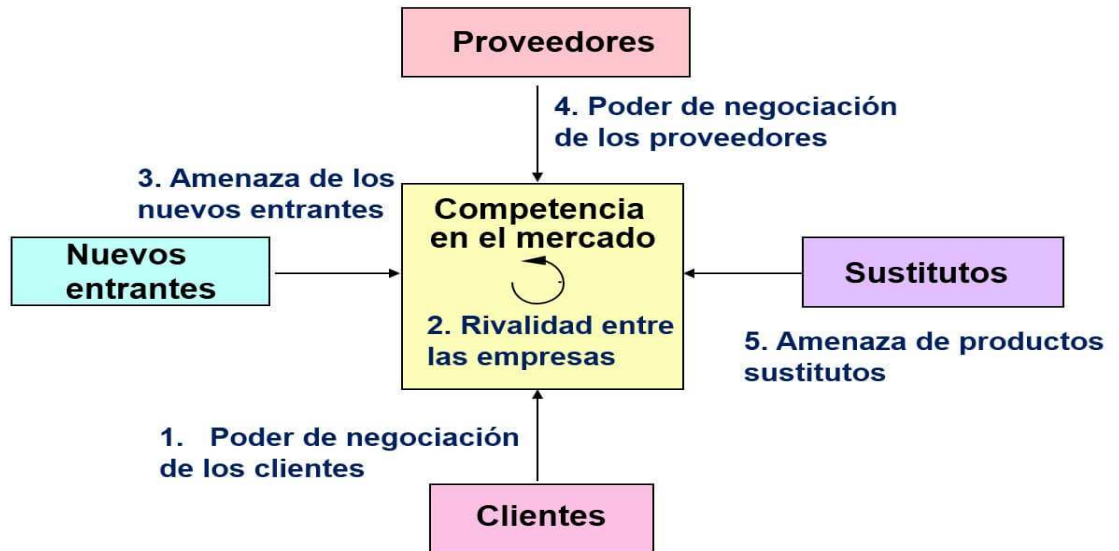 Proveedores
4. Poder de negociación
de los proveedores
3. Amenaza de los
nuevos entrantes
Competencia
en el mercado
Nuevos
entrantes
Sustitutos
2. Rivalidad entre
las empresas
5. Amenaza de productos
sustitutos
1. Poder de negociación
de los clientes
Clientes